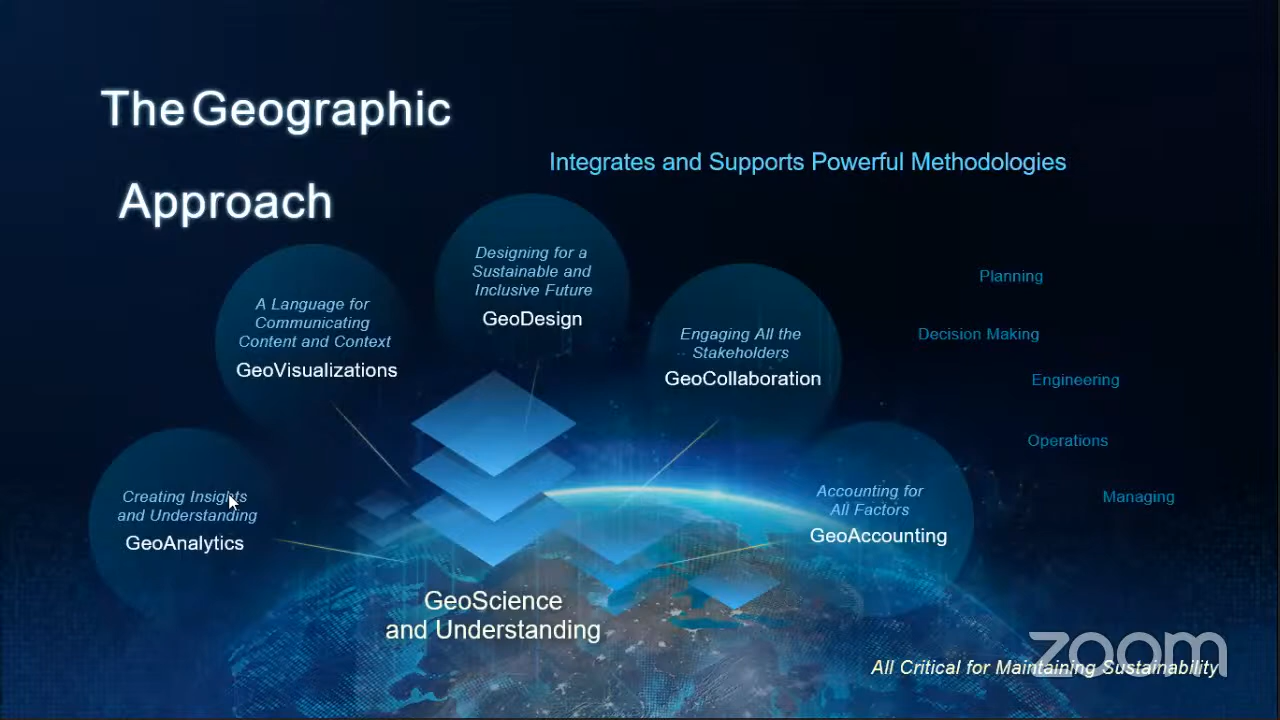 The Geographic
Approach
Integrates and Supports Powerful Methodologies
Designing for a
Sustainable and
Inclusive Future
GeoDesign
A Language for
Communicating
Content and Context
GeoVisualizations
Engaging All the
Stakeholders
GeoCollaboration
Creating Insights
and Understanding
GeoAnalytics
Accounting for
All Factors
GeoAccounting
Planning
Decision Making
Engineering
Operations
Managing
GeoScience
and Understanding
All Critical for Maintaining Sustainability
zoom